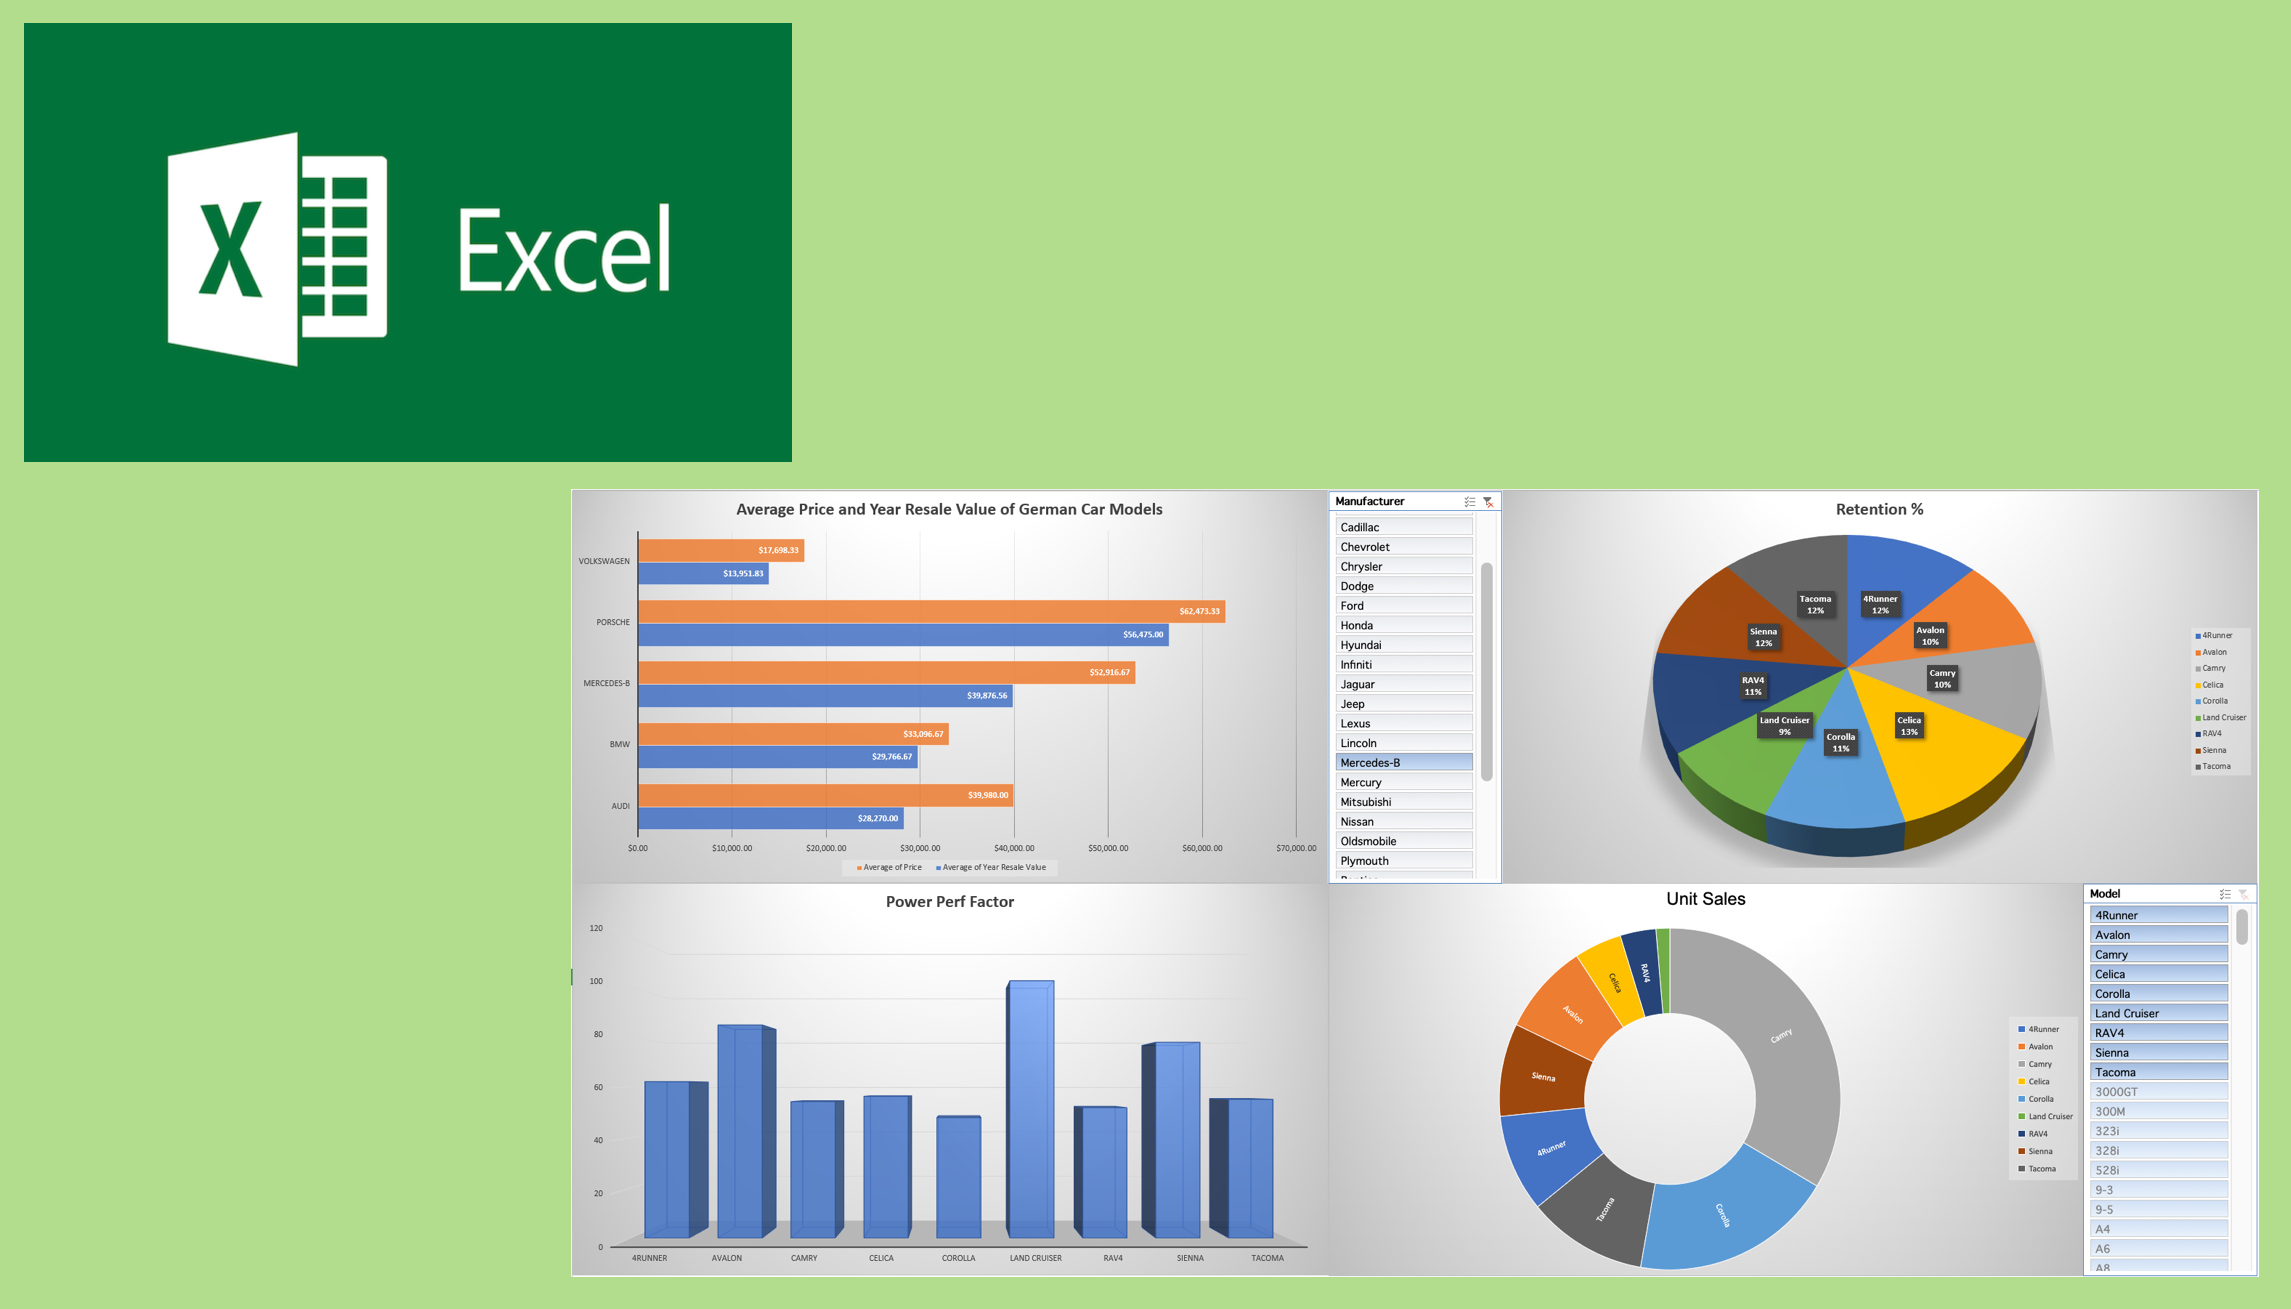 X
Excel
Average Price and Year Resale Value of German Car Models
VOLKSWAGEN
$17,698.33
$13,951.83
PORSCHE
$62,473.33
$56,475.00
MERCEDES-B
$52,916.67
$39,876.56
BMW
$33,096.67
$29,766.67
AUDI
$39,980.00
$28,270.00
$0.00 $10,000.00 $20,000.00 $30,000.00 $40,000.00 $50,000.00 $60,000.00 $70,000.00
Average of Price Average of Year Resale Value
Manufacturer
Cadillac
Chevrolet
Chrysler
Dodge
Ford
Honda
Hyundai
Infiniti
Jaguar
Jeep
Lexus
Lincoln
Mercedes-B
Mercury
Mitsubishi
Nissan
Oldsmobile
Plymouth
Retention %
Tacoma
12%
4Runner
12%
Sienna
12%
Avalon
10%
RAV4
11%
Camry
10%
Land Cruiser
9%
Corolla
11%
Celica
13%
4Runner
Avalon
Camry
Celica
Corolla
Land Cruiser
RAV4
Sienna
Tacoma
Power Perf Factor
120
100
80
60
40
20
0
4RUNNER AVALON CAMRY CELICA COROLLA LAND CRUISER RAV4 SIENNA TACOMA
Unit Sales
RAV4
Celica
Avalon
Camry
Sienna
4Runner
Tacoma
Corolla
4Runner
Avalon
Camry
Celica
Corolla
Land Cruiser
RAV4
Sienna
Tacoma
Model
4Runner
Avalon
Camry
Celica
Corolla
Land Cruiser
RAV4
Sienna
Tacoma
3000GT
300M
323i
328i
528i
9-3
9-5
A4
A6
A8